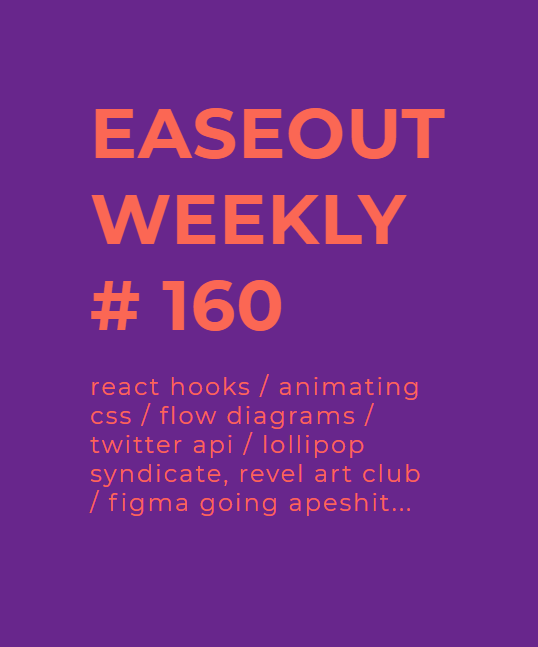 EASEOUT
WEEKLY
# 160
react hooks / animating
css / flow diagrams /
twitter api / lollipop
syndicate, revel art club
/ figma going apeshit...